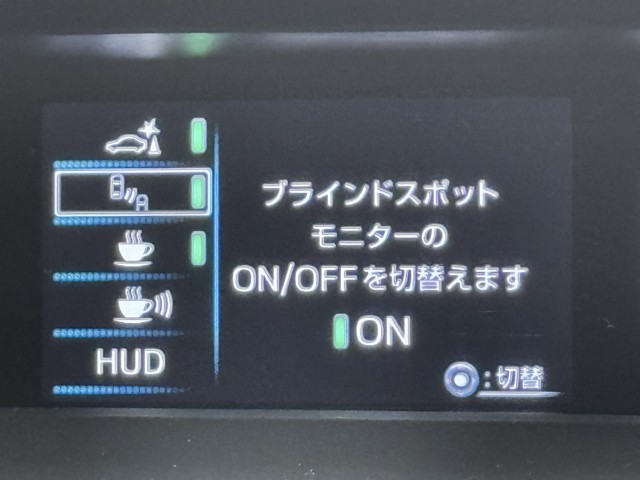 HUD
ブラインドスポット
モニターの
ON/OFFを切替えます
ON
:切替